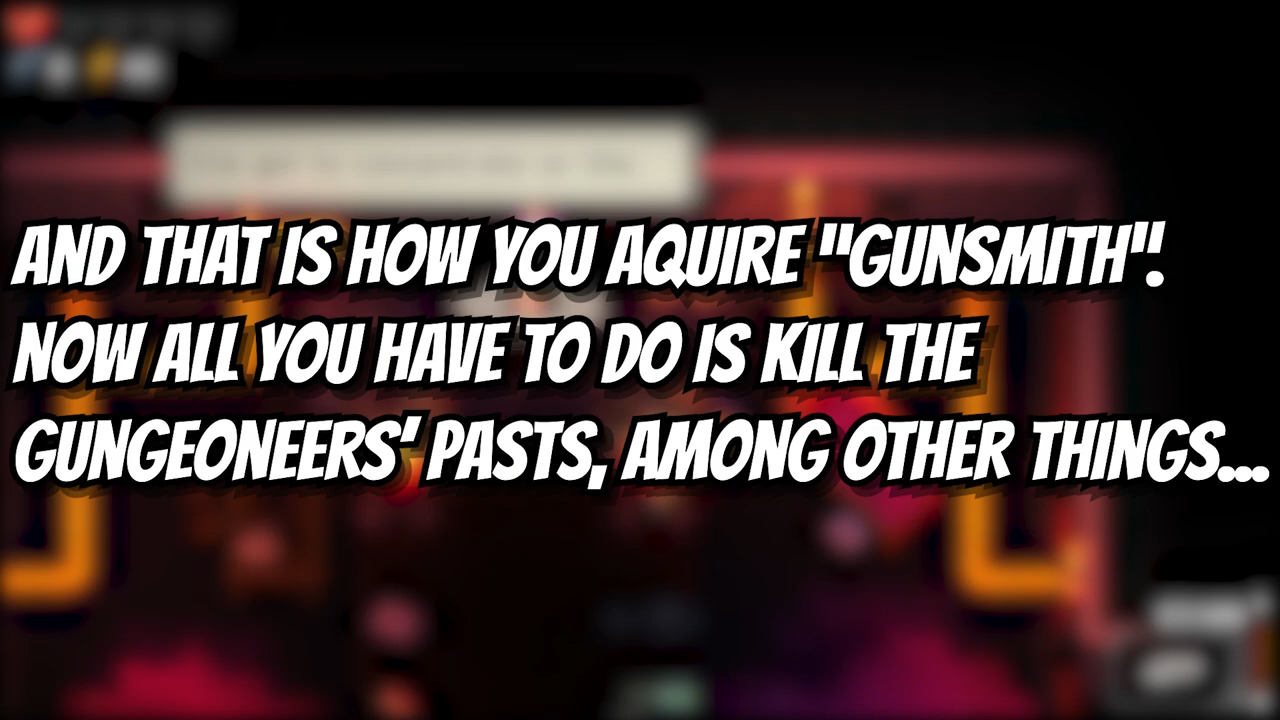 AND THAT IS HOW YOU AQUIRE "GUNSMITH".
NOW ALL YOU HAVE TO DO IS KILL THE
GUNGEONEERS' PASTS, AMONG OTHER THINGS...